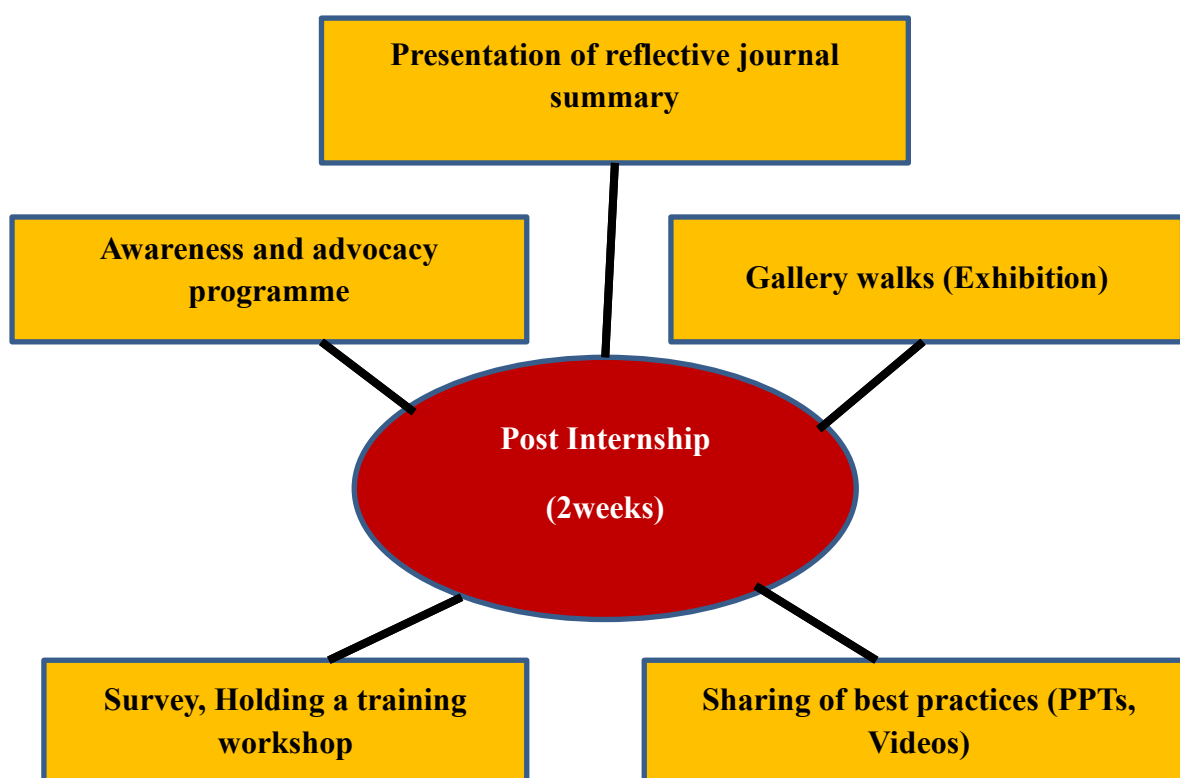 Presentation of reflective journal
summary
Awareness and advocacy
programme
Gallery walks (Exhibition)
Post Internship
(2weeks)
Survey, Holding a training
workshop
Sharing of best practices (PPTs,
Videos)